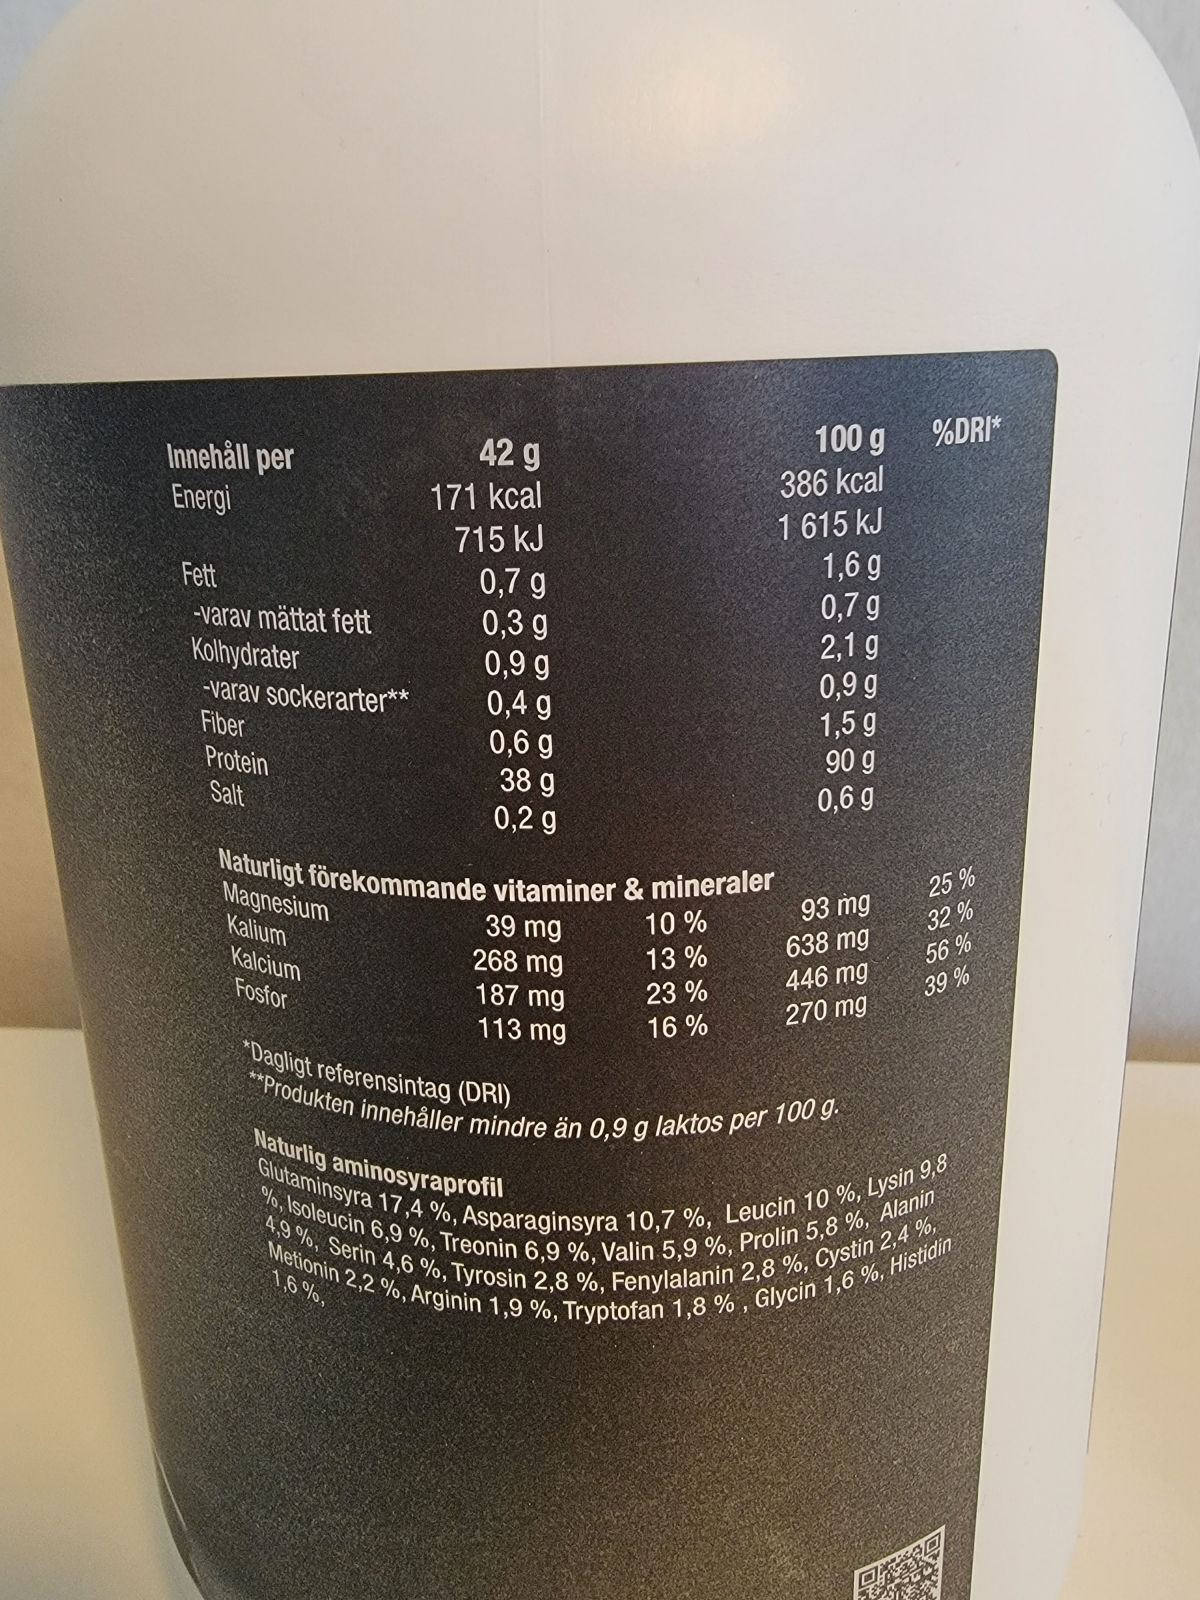 Innehåll per 42 g 100 g %DRI*
Energi 171 kcal 386 kcal
715 kJ 1 615 kJ
Fett 0,7 g 1,6 g
-varav mättat fett 0,3 g 0,7 g
Kolhydrater 0,9 g 2,1 g
-varav sockerarter** 0,4 g 0,9 g
Fiber 0,6 g 1,5 g
Protein 38 g 90 g
Salt 0,2 g 0,6 g
Naturligt förekommande vitaminer & mineraler
Magnesium 39 mg 10 % 93 mg 25 %
Kalium 268 mg 13 % 638 mg 32 %
Kalcium 187 mg 23 % 446 mg 56 %
Fosfor 113 mg 16 % 270 mg 39 %
*Dagligt referensintag (DRI)
**Produkten innehåller mindre än 0,9 g laktos per 100 g.
Naturlig aminosyraprofil
Glutaminsyra 17,4 %, Asparaginsyra 10,7 %, Leucin 10 %, Lysin 9,8
%, Isoleucin 6,9 %, Treonin 6,9 %, Valin 5,9 %, Prolin 5,8 %, Alanin
4,9 %, Serin 4,6 %, Tyrosin 2,8 %, Fenylalanin 2,8 %, Cystin 2,4 %,
Metionin 2,2 %, Arginin 1,9 %, Tryptofan 1,8 % , Glycin 1,6 %, Histidin
1,6 %,